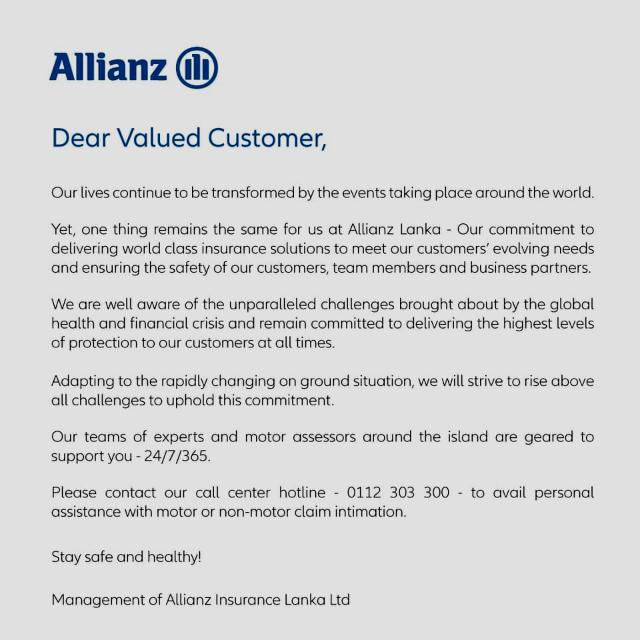 Allianz
Dear Valued Customer,
Our lives continue to be transformed by the events taking place around the world.
Yet, one thing remains the same for us at Allianz Lanka - Our commitment to
delivering world class insurance solutions to meet our customers' evolving needs
and ensuring the safety of our customers, team members and business partners.
We are well aware of the unparalleled challenges brought about by the global
health and financial crisis and remain committed to delivering the highest levels
of protection to our customers at all times.
Adapting to the rapidly changing on ground situation, we will strive to rise above
all challenges to uphold this commitment.
Our teams of experts and motor assessors around the island are geared to
support you - 24/7/365.
Please contact our call center hotline - 0112 303 300 - to avail personal
assistance with motor or non-motor claim intimation.
Stay safe and healthy!
Management of Allianz Insurance Lanka Ltd